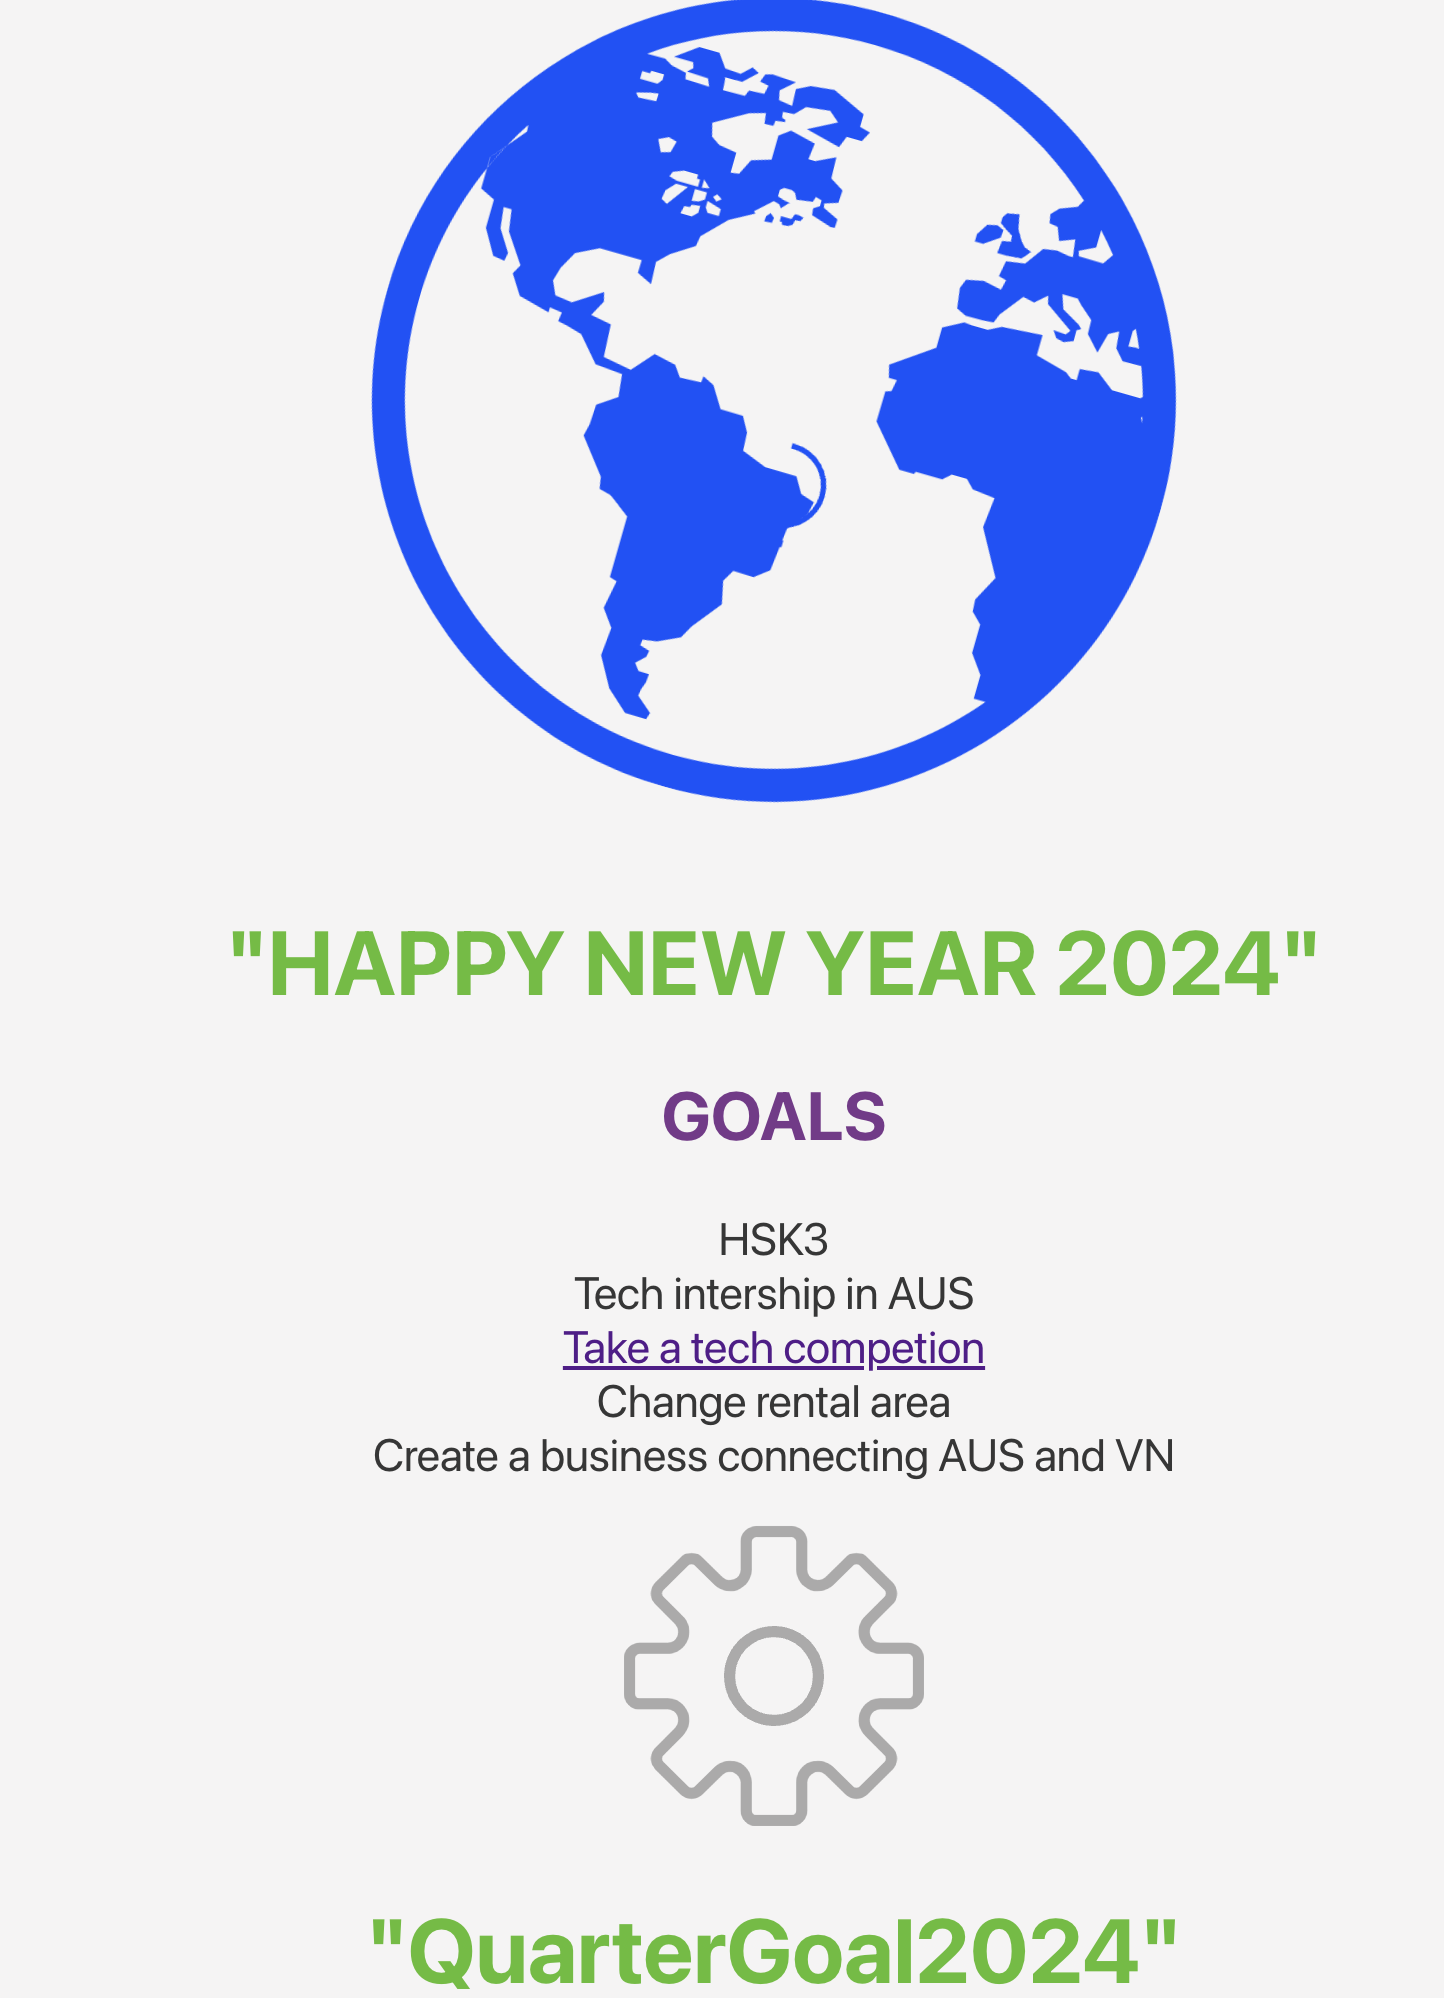 "HAPPY NEW YEAR 2024"
GOALS
HSK3
Tech intership in AUS
Take a tech competion
Change rental area
Create a business connecting AUS and VN
"QuarterGoal2024"